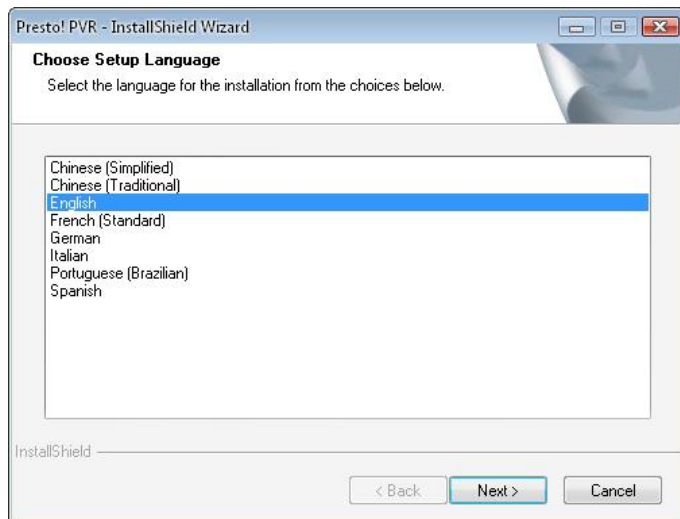 Presto! PVR - InstallShield Wizard
Choose Setup Language
Select the language for the installation from the choices below.
Chinese (Simplified)
Chinese (Traditional)
English
French (Standard)
German
Italian
Portuguese (Brazilian)
Spanish
InstallShield
< Back
Next >
Cancel